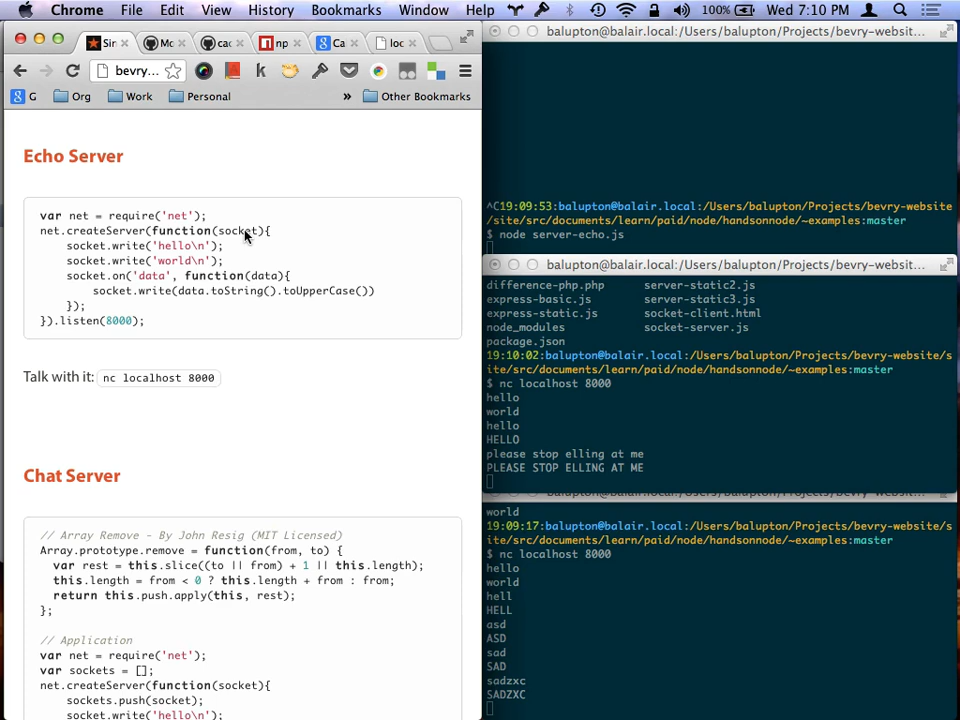 Chrome File Edit View History Bookmarks Window Help 100% Wed 7:10 PM
Sir Mc cac np Ca loc
bevry...
G Org Work Personal » Other Bookmarks
Echo Server
var net = require('net');
net.createServer(function(socket){
socket.write('hello\n');
socket.write('world\n');
socket.on('data', function(data){
socket.write(data.toString().toUpperCase())
});
}).listen(8000);
Talk with it: nc localhost 8000
Chat Server
// Array Remove - By John Resig (MIT Licensed)
Array.prototype.remove = function(from, to) {
var rest = this.slice((to || from) + 1 || this.length);
this.length = from < 0 ? this.length + from : from;
return this.push.apply(this, rest);
};
// Application
var net = require('net');
var sockets = [];
net.createServer(function(socket){
sockets.push(socket);
socket.write('hello\n');
balupton@balair.local:/Users/balupton/Projects/bevry-websit...
^C19:09:53:balupton@balair.local:/Users/balupton/Projects/bevry-website
/site/src/documents/learn/paid/node/handsonnode/~examples:master
$ node server-echo.js
balupton@balair.local:/Users/balupton/Projects/bevry-websit...
difference-php.php server-static2.js
express-basic.js server-static3.js
express-static.js socket-client.html
node_modules socket-server.js
package.json
19:10:02:balupton@balair.local:/Users/balupton/Projects/bevry-website/s
ite/src/documents/learn/paid/node/handsonnode/~examples:master
$ nc localhost 8000
hello
world
hello
HELLO
please stop elling at me
PLEASE STOP ELLING AT ME
world
19:09:17:balupton@balair.local:/Users/balupton/Projects/bevry-website/s
ite/src/documents/learn/paid/node/handsonnode/~examples:master
$ nc localhost 8000
hello
world
hell
HELL
asd
ASD
sad
SAD
sadzxc
SADZXC